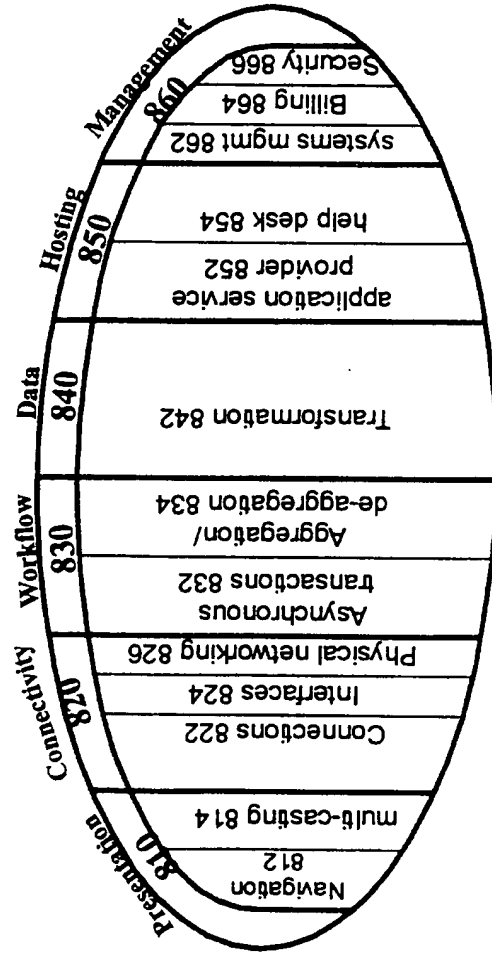 Presentation
810
Navigation
812
multi-casting 814
Connectivity
820
Connections 822
Interfaces 824
Physical networking 826
Workflow
830
Asynchronous
transactions 832
Aggregation/
de-aggregation 834
Data
840
Transformation 842
Hosting
850
application service
provider 852
help desk 854
Management
860
systems mgmt 862
Billing 864
Security 866